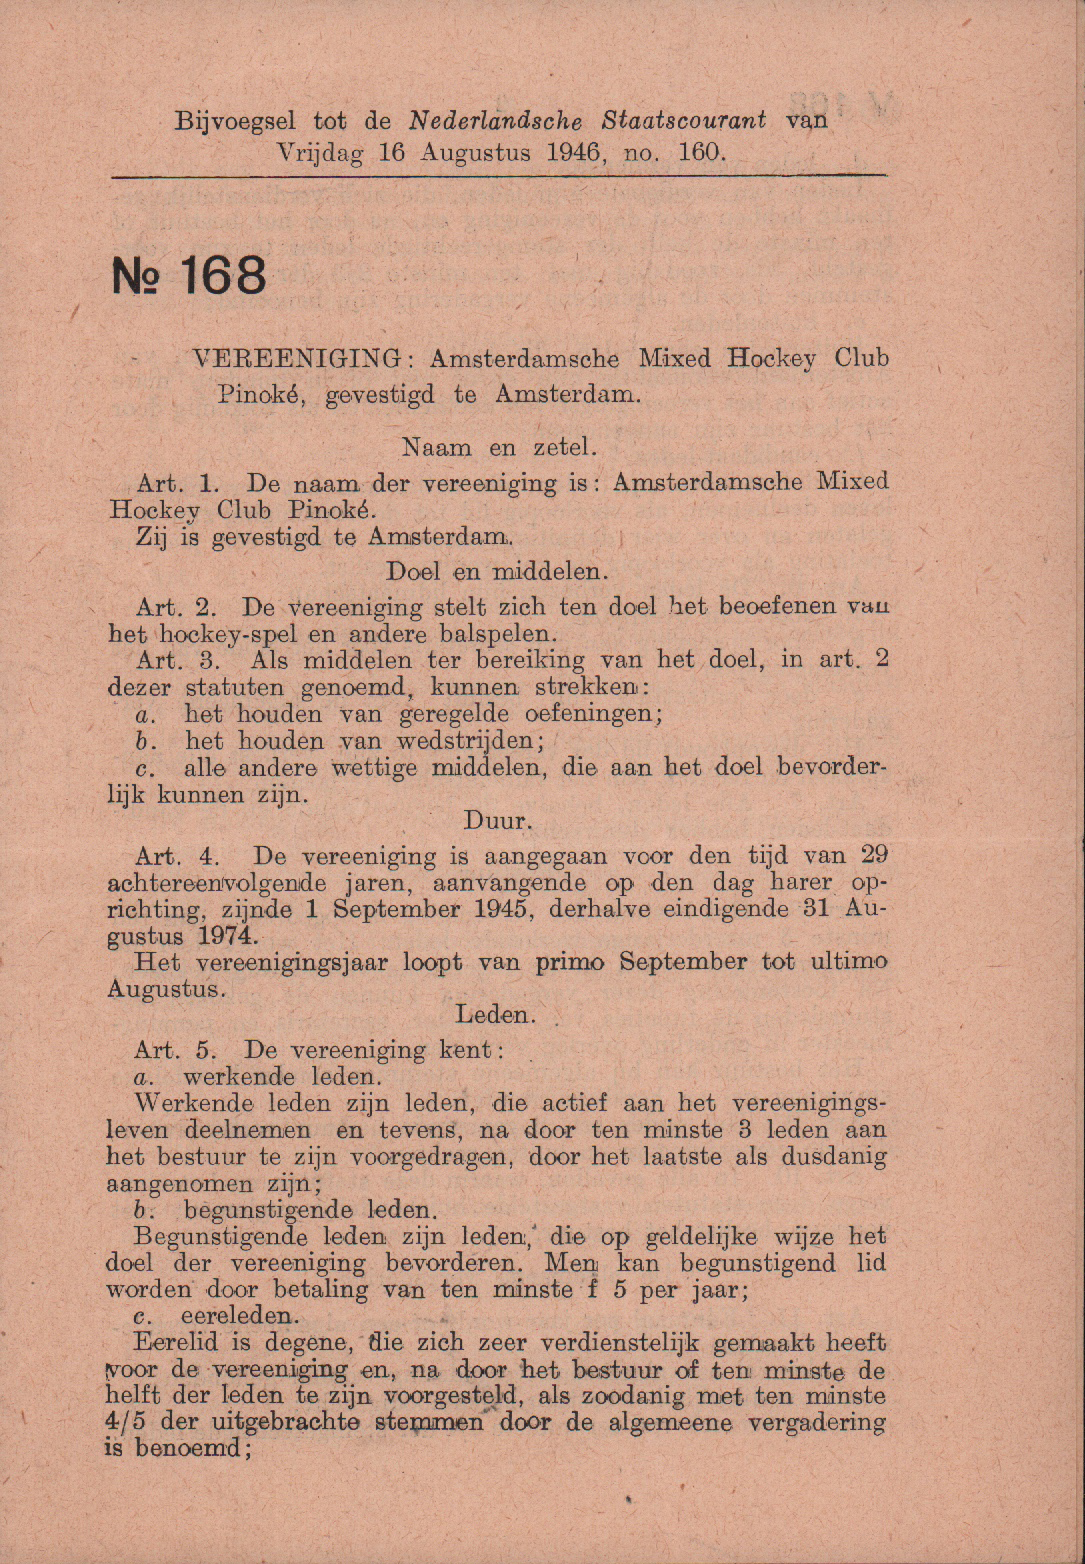 Bijvoegsel tot de Nederlandsche Staatscourant van
Vrijdag 16 Augustus 1946, no. 160.
№ 168
VEREENIGING: Amsterdamsche Mixed Hockey Club
Pinoké, gevestigd te Amsterdam.
Naam en zetel.
Art. 1. De naam der vereeniging is: Amsterdamsche Mixed
Hockey Club Pinoké.
Zij is gevestigd te Amsterdam.
Doel en middelen.
Art. 2. De vereeniging stelt zich ten doel het beoefenen van
het hockey-spel en andere balspelen.
Art. 3. Als middelen ter bereiking van het doel, in art. 2
dezer statuten genoemd, kunnen strekken:
a. het houden van geregelde oefeningen;
b. het houden van wedstrijden;
c. alle andere wettige middelen, die aan het doel bevorder-
lijk kunnen zijn.
Duur.
Art. 4. De vereeniging is aangegaan voor den tijd van 29
achtereenvolgende jaren, aanvangende op den dag harer op-
richting, zijnde 1 September 1945, derhalve eindigende 31 Au-
gustus 1974.
Het vereenigingsjaar loopt van primo September tot ultimo
Augustus.
Leden.
Art. 5. De vereeniging kent:
a. werkende leden.
Werkende leden zijn leden, die actief aan het vereenigings-
leven deelnemen en tevens, na door ten minste 3 leden aan
het bestuur te zijn voorgedragen, door het laatste als dusdanig
aangenomen zijn;
b. begunstigende leden.
Begunstigende leden zijn leden, die op geldelijke wijze het
doel der vereeniging bevorderen. Men kan begunstigend lid
worden door betaling van ten minste f 5 per jaar;
c. eereleden.
Eerelid is degene, die zich zeer verdienstelijk gemaakt heeft
voor de vereeniging en, na door het bestuur of ten minste de
helft der leden te zijn voorgesteld, als zoodanig met ten minste
4/5 der uitgebrachte stemmen door de algemeene vergadering
is benoemd;